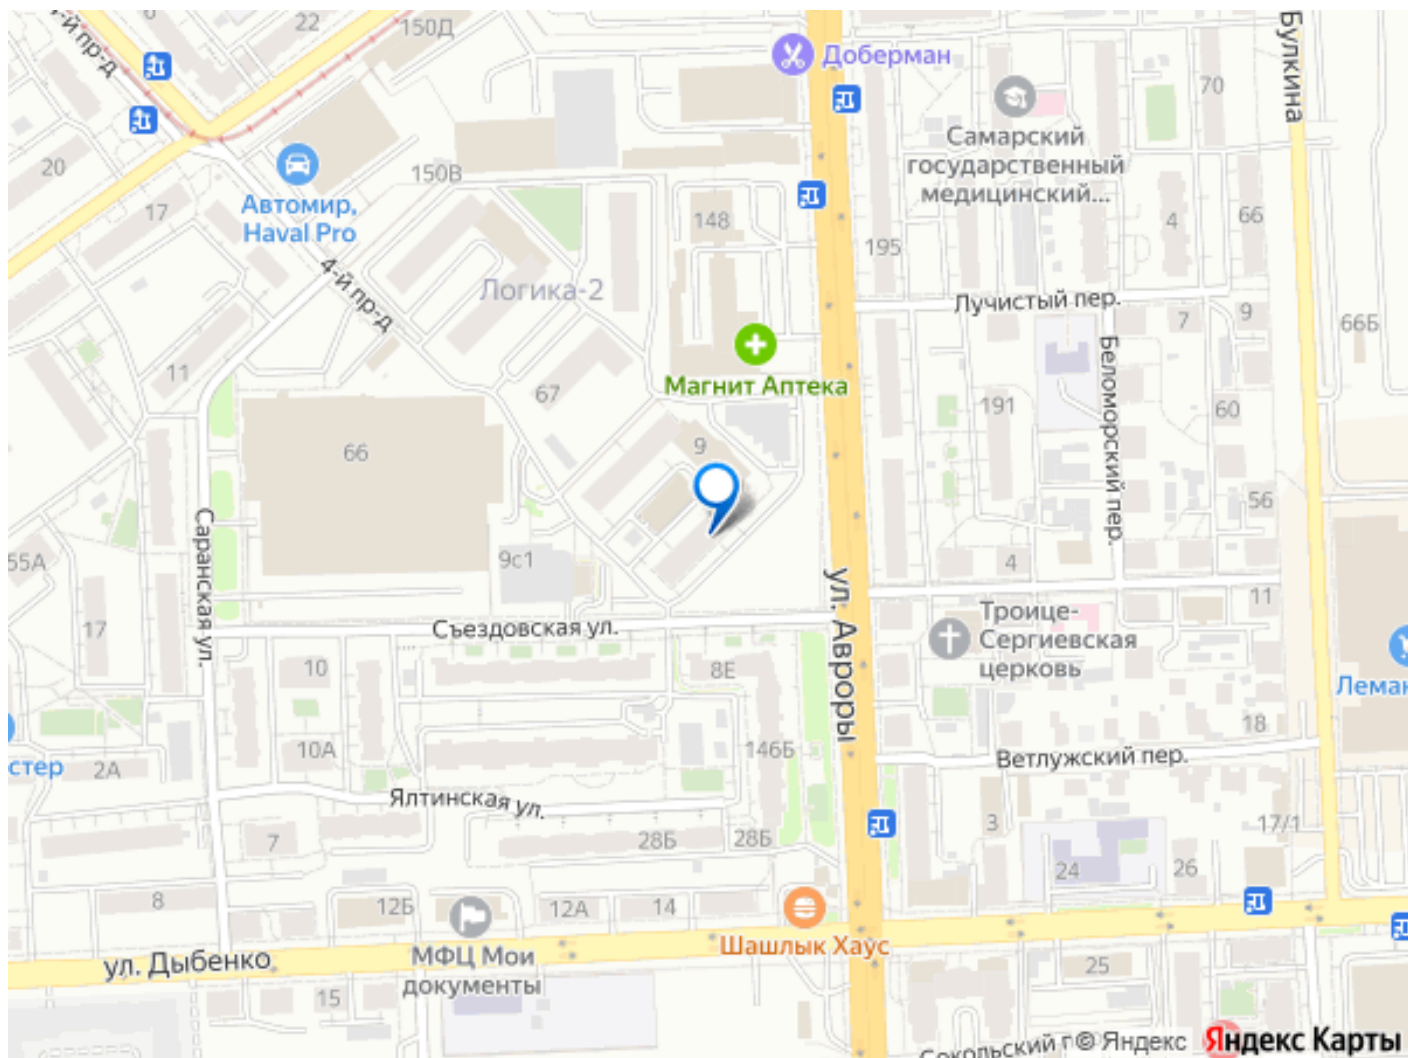 22
150Д
Булкина
4-й пр-д
Доберман
70
Самарский
государственный
медицинский...
20
150В
17
Автомир,
Haval Pro
148
4
66
195
4-й пр-д
Логика-2
Лучистый пер.
7
9
66Б
Беломорский пер.
11
67
Магнит Аптека
191
60
66
9
56
Саранская ул.
55А
9с1
4
11
ул. Авроры
Троице-
Сергиевская
церковь
17
Съездовская ул.
10
8Е
Леман
18
10А
146Б
Ветлужский пер.
стер
2А
Ялтинская ул.
7
28Б
28Б
3
17/1
24
26
8
12Б
12А
14
Шашлык Хаус
ул. Дыбенко
МФЦ Мои
документы
25
15
Сокольский п
© Яндекс
Яндекс Карты